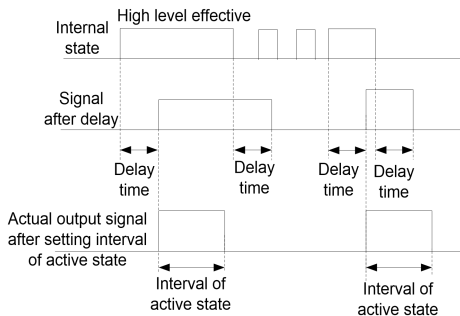 High level effective
Internal
state
Signal
after delay
Delay
time
Delay
time
Delay
time
Delay
time
Actual output signal
after setting interval
of active state
Interval of
active state
Interval of
active state